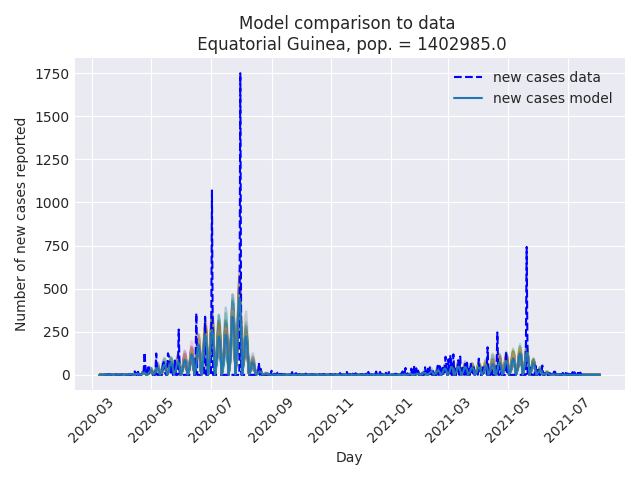 Model comparison to data
Equatorial Guinea, pop. = 1402985.0
new cases data
new cases model
Number of new cases reported
1750
1500
1250
1000
750
500
250
0
2020-03
2020-05
2020-07
2020-09
2020-11
2021-01
2021-03
2021-05
2021-07
Day